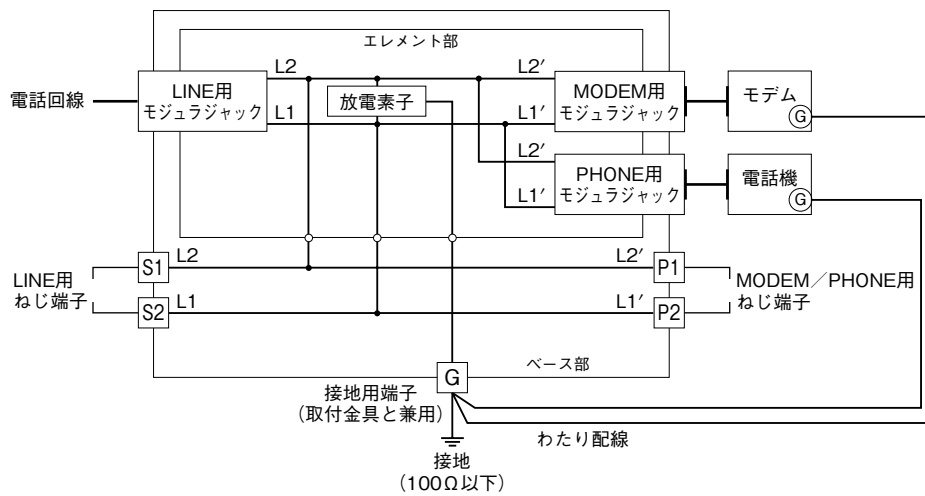 エレメント部
電話回線
LINE用
モジュラジャック
L2
L1
放電素子
L2′
L1′
MODEM用
モジュラジャック
モデム
G
L2′
L1′
PHONE用
モジュラジャック
電話機
G
LINE用
ねじ端子
S1
L2
L2′
P1
S2
L1
L1′
P2
MODEM／PHONE用
ねじ端子
ベース部
G
接地用端子
（取付金具と兼用）
わたり配線
接地
（100Ω以下）